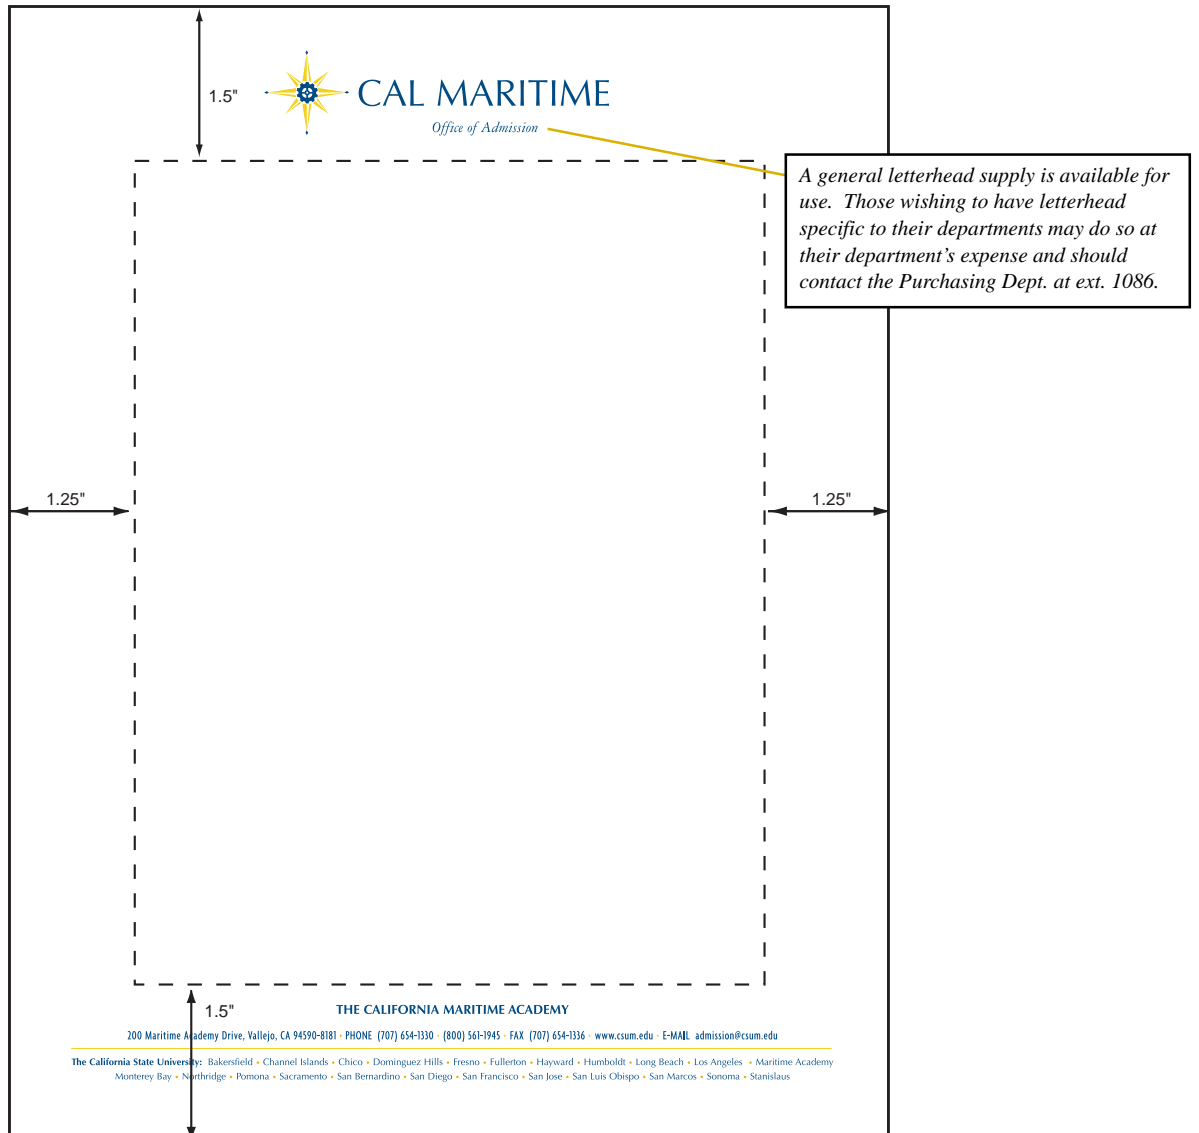 1.5"
CAL MARITIME
Office of Admission
A general letterhead supply is available for
use.  Those wishing to have letterhead
specific to their departments may do so at
their department's expense and should
contact the Purchasing Dept. at ext. 1086.
1.25"
1.25"
1.5"
THE CALIFORNIA MARITIME ACADEMY
200 Maritime Academy Drive, Vallejo, CA 94590-8181 · PHONE (707) 654-1330 · (800) 561-1945 · FAX (707) 654-1336 · www.csum.edu · E-MAIL admission@csum.edu
The California State University: Bakersfield • Channel Islands • Chico • Dominguez Hills • Fresno • Fullerton • Hayward • Humboldt • Long Beach • Los Angeles • Maritime Academy
Monterey Bay • Northridge • Pomona • Sacramento • San Bernardino • San Diego • San Francisco • San Jose • San Luis Obispo • San Marcos • Sonoma • Stanislaus